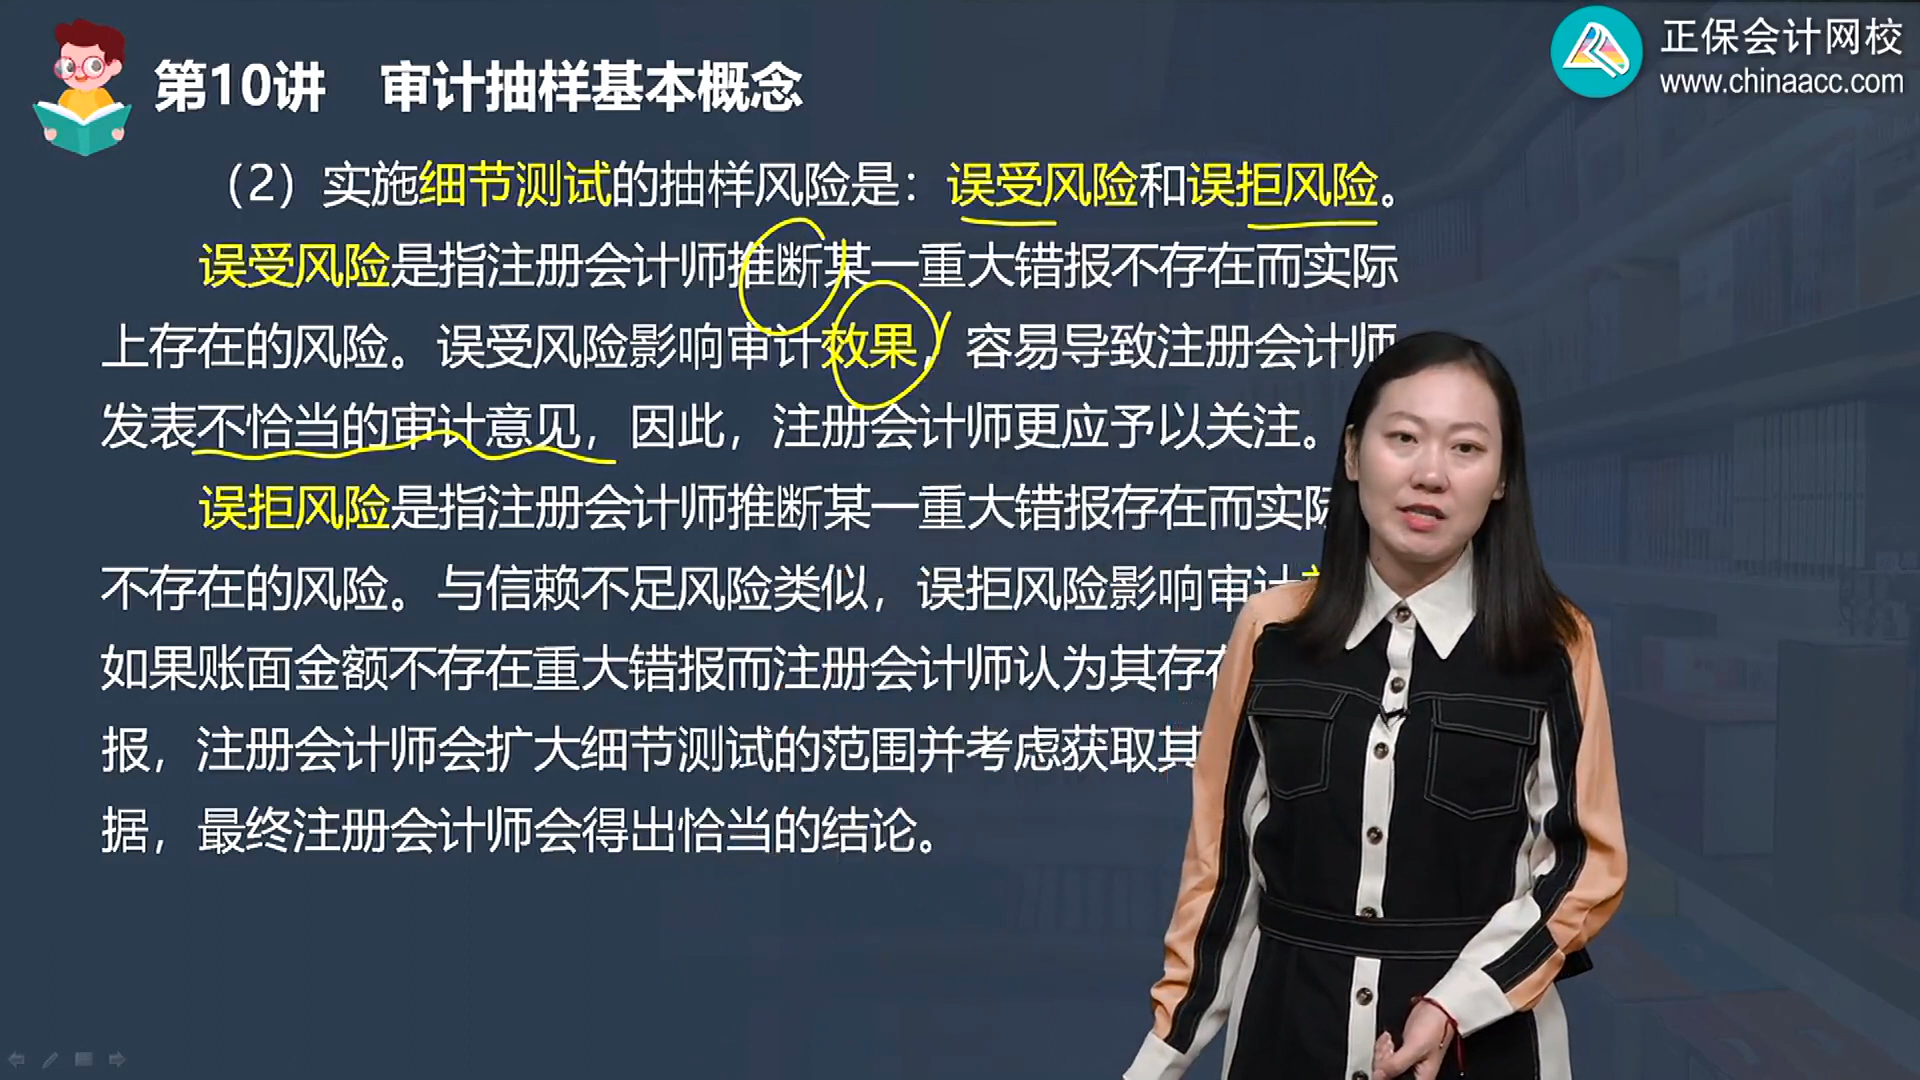 正保会计网校
www.chinaacc.com
第10讲 审计抽样基本概念
（2）实施细节测试的抽样风险是：误受风险和误拒风险。
误受风险是指注册会计师推断某一重大错报不存在而实际
上存在的风险。误受风险影响审计效果，容易导致注册会计师
发表不恰当的审计意见，因此，注册会计师更应予以关注。
误拒风险是指注册会计师推断某一重大错报存在而实际
不存在的风险。与信赖不足风险类似，误拒风险影响审计
如果账面金额不存在重大错报而注册会计师认为其存在
报，注册会计师会扩大细节测试的范围并考虑获取其
据，最终注册会计师会得出恰当的结论。